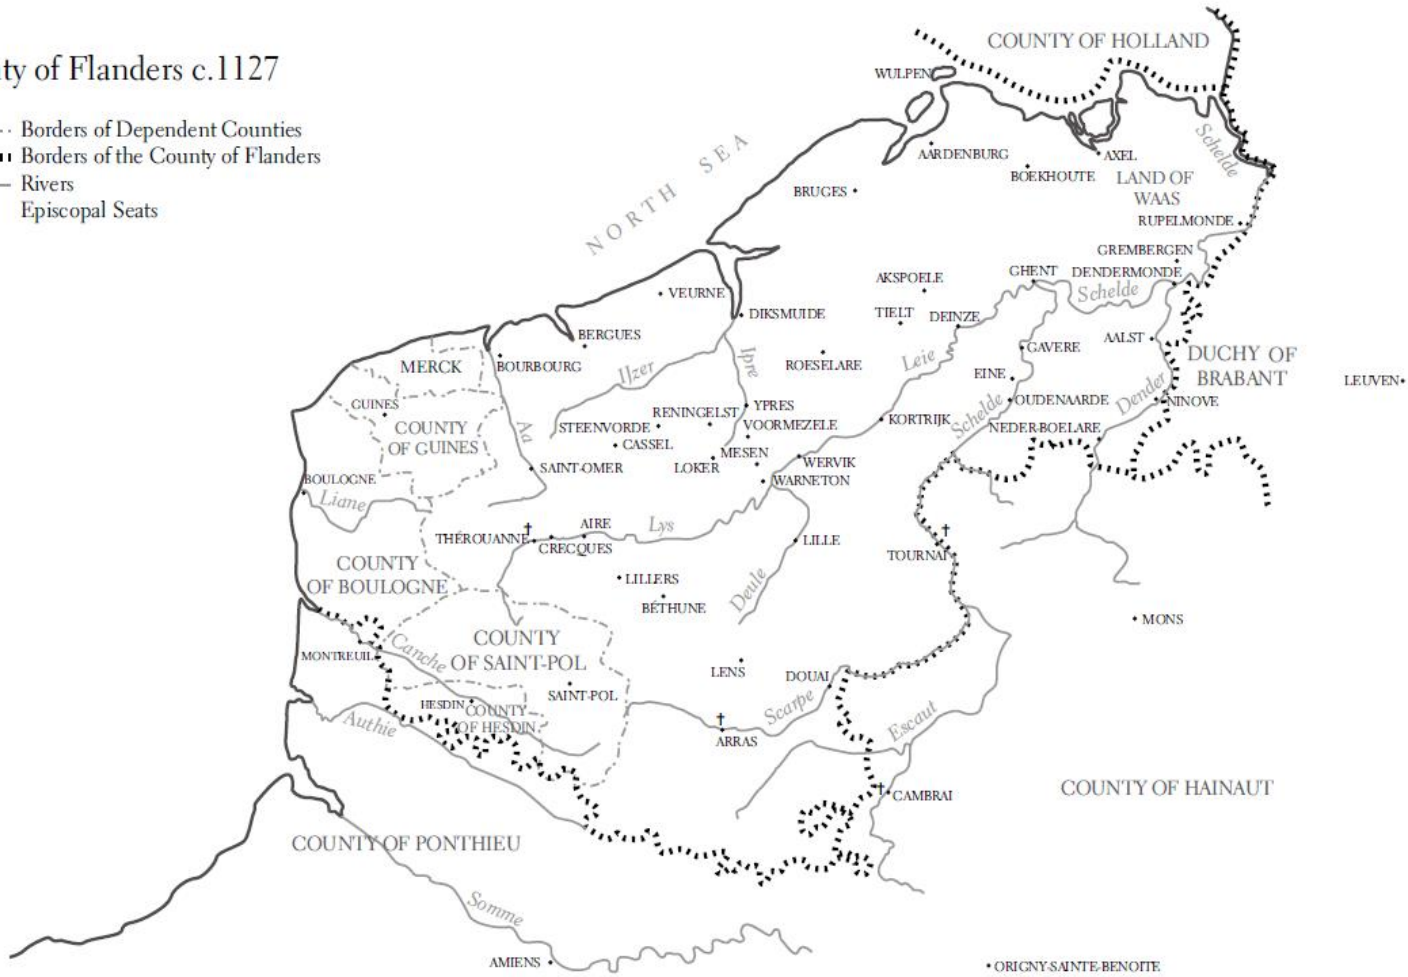 ty of Flanders c.1127
Borders of Dependent Counties
Borders of the County of Flanders
Rivers
Episcopal Seats
COUNTY OF HOLLAND
WULPEN
NORTH SEA
Schelde
AARDENBURG
AXEL
BOEKHOUTE
LAND OF
WAAS
BRUGES
RUPELMONDE
GREMBERGEN
GHENT
DENDERMONDE
AKSPOELE
Schelde
VEURNE
DIKSMUIDE
TIELT
DEINZE
BERGUES
AALST
GAVERE
DUCHY OF
BRABANT
MERCK
BOURBOURG
IJzer
Ipre
ROESELARE
Leie
EINE
LEUVEN
GUINES
YPRES
OUDENAARDE
Dender
NINOVE
RENINGELST
COUNTY
OF GUINES
Aa
STEENVORDE
VOORMEZELE
KORTRIJK
Schelde
NEDER-BOELARE
CASSEL
MESEN
SAINT-OMER
LOKER
WERVIK
WARNETON
BOULOGNE
Liane
AIRE
Lys
THÉROUANNE
CRECQUES
LILLE
TOURNAI
COUNTY
OF BOULOGNE
LILLERS
Deule
BÉTHUNE
MONS
COUNTY
OF SAINT-POL
Canche
MONTREUIL
LENS
DOUAI
SAINT-POL
HESDIN
COUNTY
OF HESDIN
Scarpe
Authie
ARRAS
Escaut
CAMBRAI
COUNTY OF HAINAUT
COUNTY OF PONTHIEU
Somme
AMIENS
ORIGNY-SAINTE-BENOITE